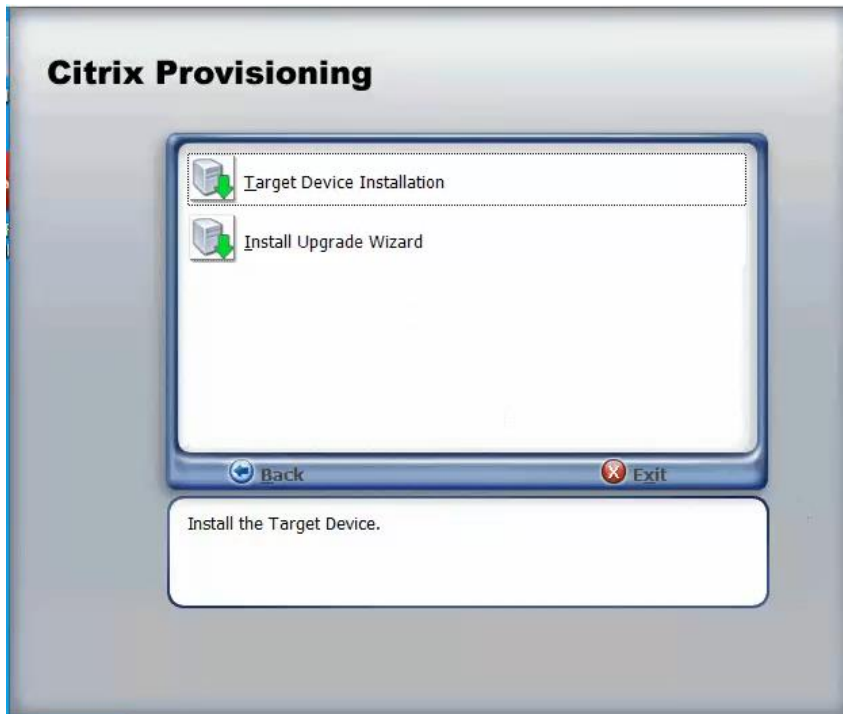 Citrix Provisioning
Target Device Installation
Install Upgrade Wizard
Back
Exit
Install the Target Device.